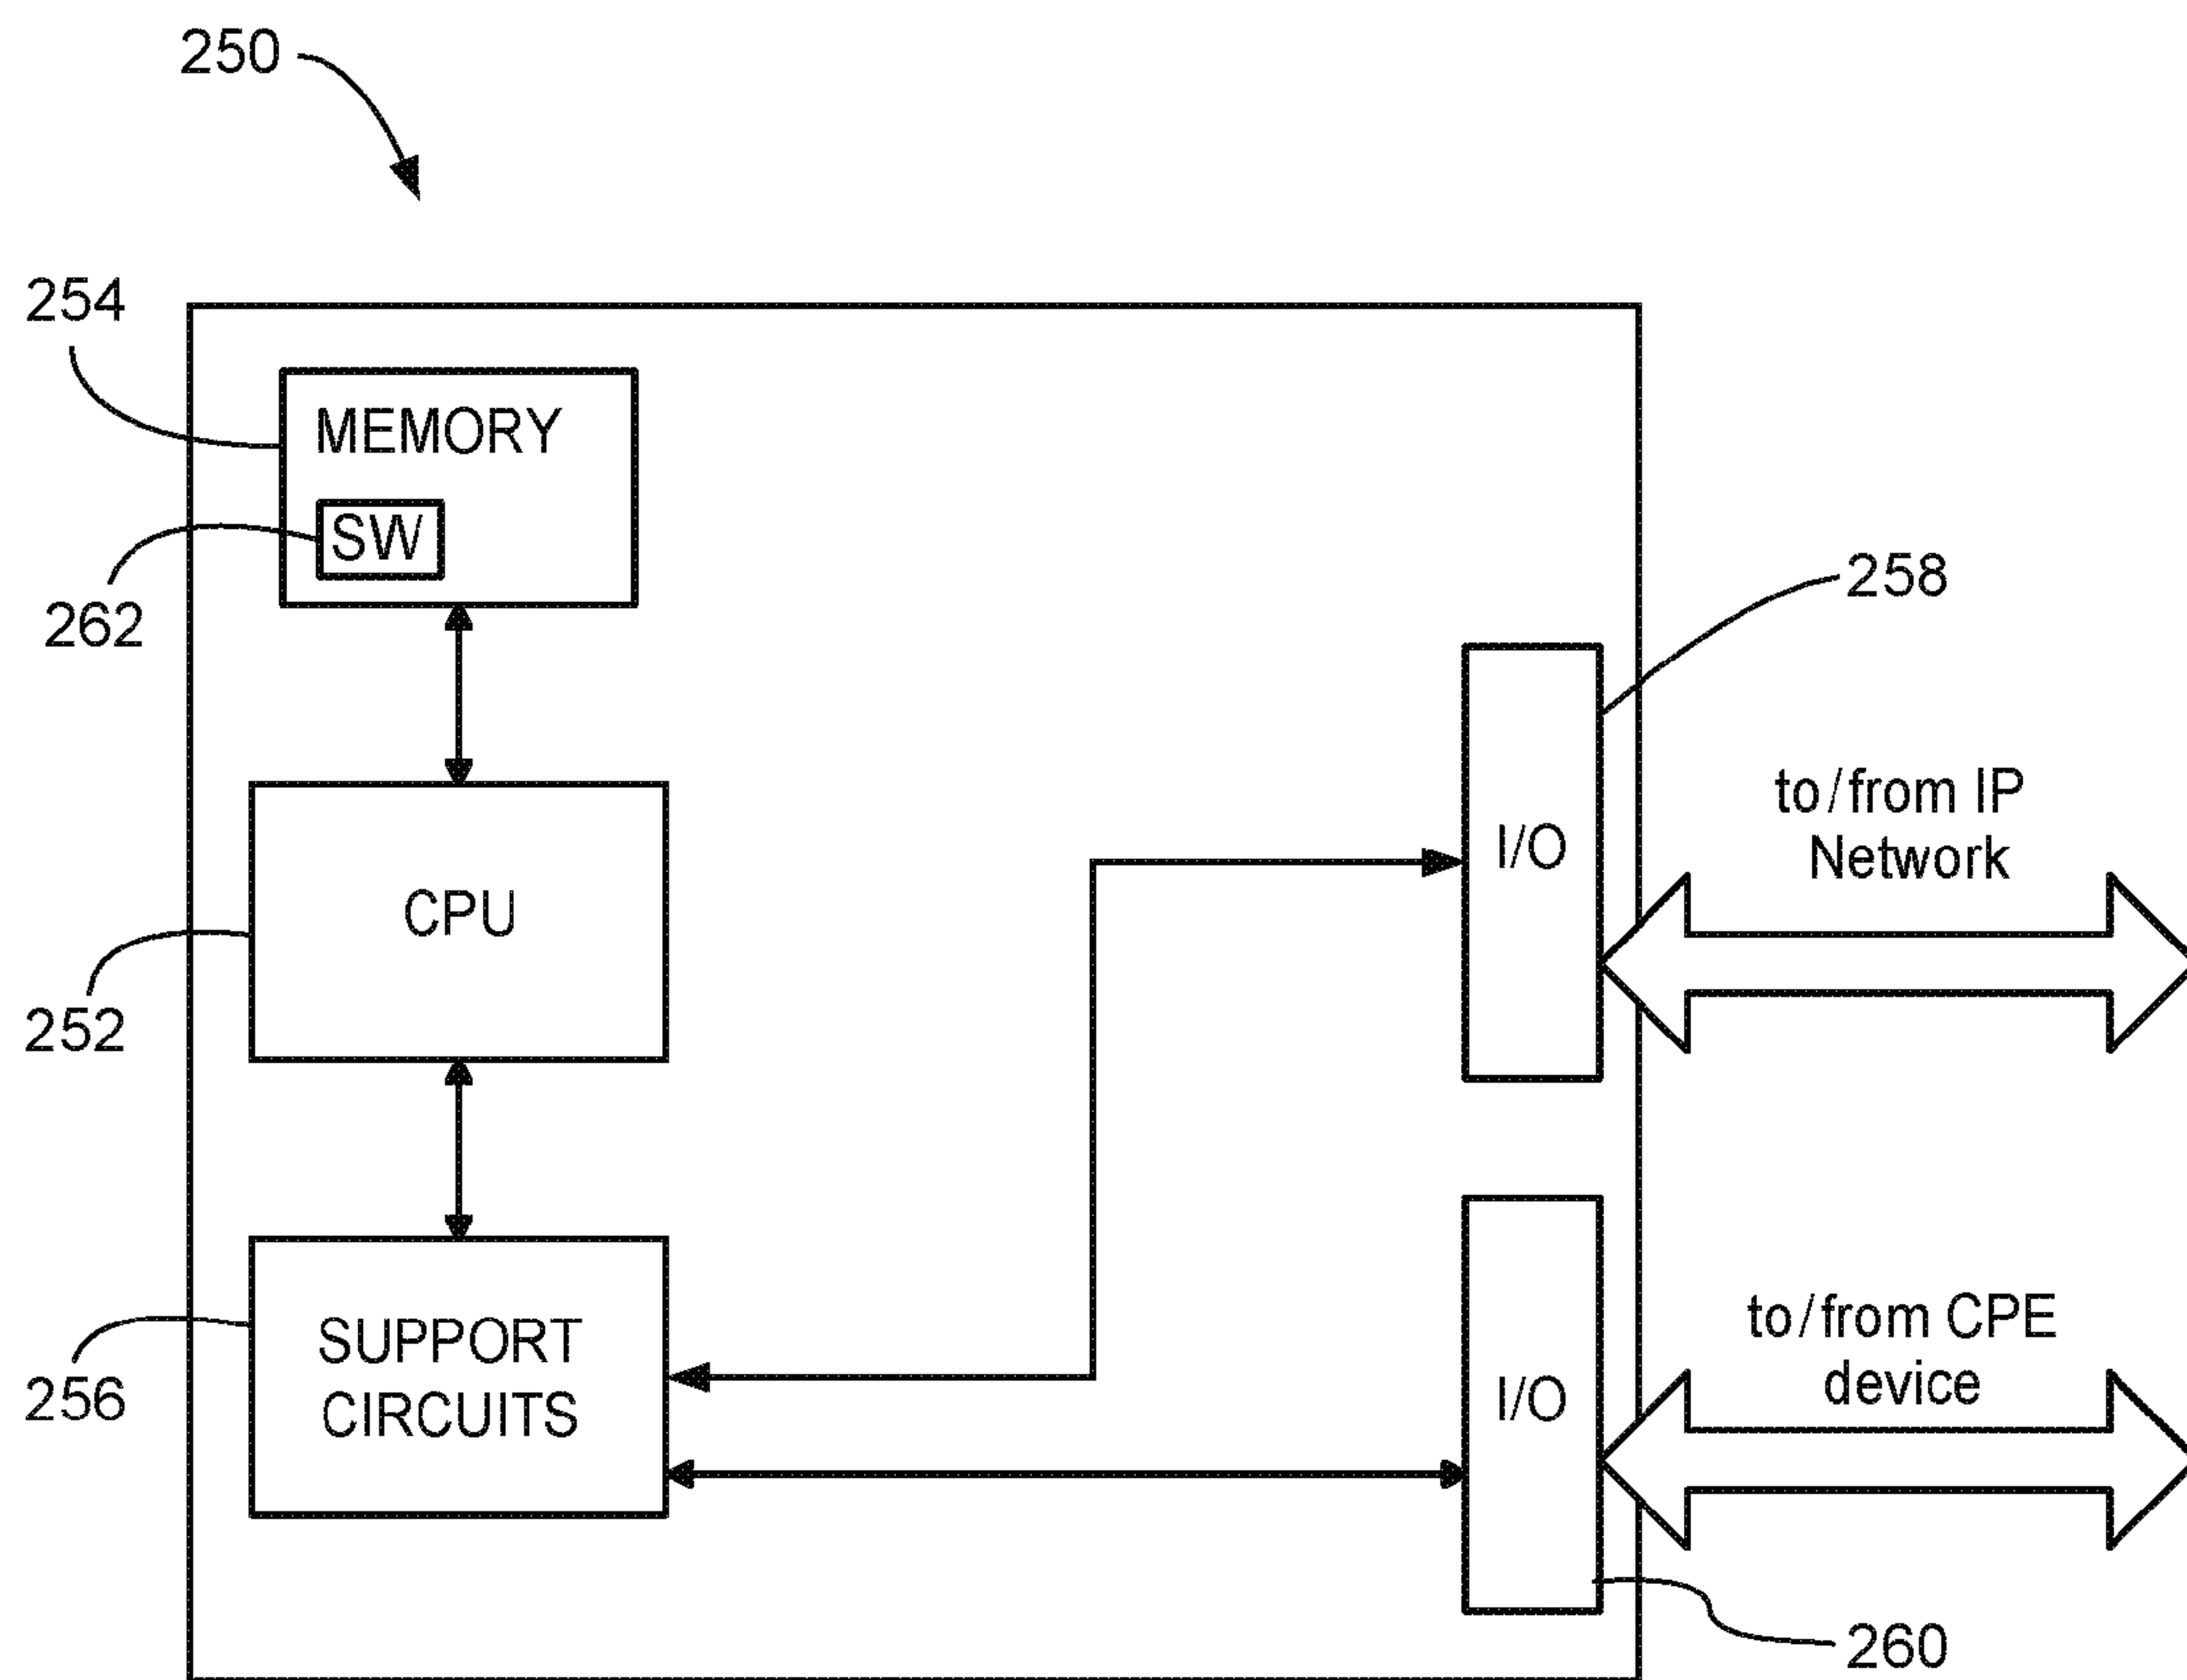 250
254
MEMORY
SW
262
258
I/O
to/from IP
Network
CPU
252
SUPPORT
CIRCUITS
256
I/O
to/from CPE
device
260